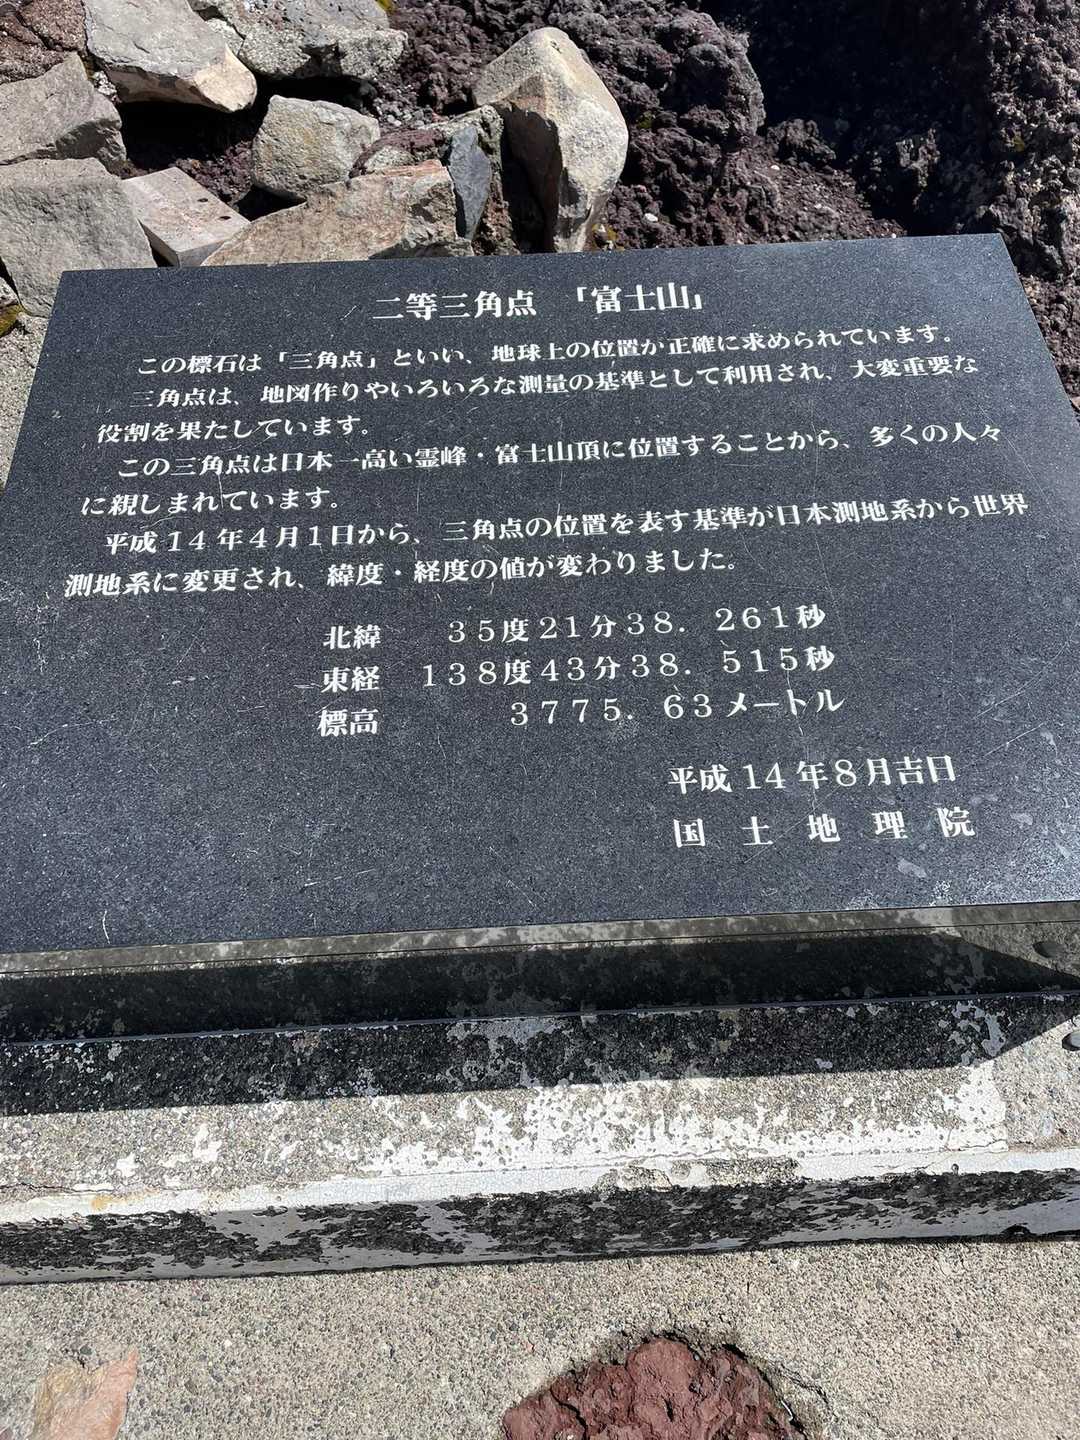 二等三角点 「富士山」
この標石は「三角点」といい、地球上の位置が正確に求められています。
三角点は、地図作りやいろいろな測量の基準として利用され、大変重要な
役割を果たしています。
この三角点は日本一高い霊峰・富士山頂に位置することから、多くの人々
に親しまれています。
平成14年4月1日から、三角点の位置を表す基準が日本測地系から世界
測地系に変更され、緯度・経度の値が変わりました。
北緯 35度21分38.261秒
東経 138度43分38.515秒
標高 3775.63メートル
平成14年8月吉日
国土地理院